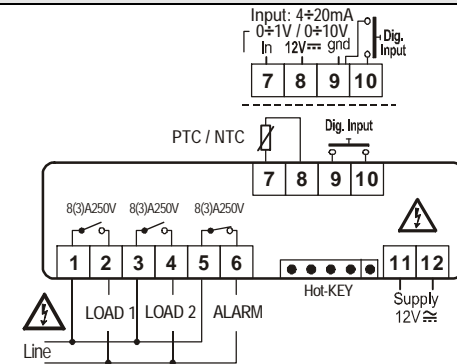 Input: 4÷20mA
0÷1V / 0÷10V
In 12V⎓ gnd
Dig.
Input
7 8 9 10
PTC / NTC
Dig. Input
7 8 9 10
8(3)A250V 8(3)A250V 8(3)A250V
1 2 3 4 5 6
11 12
Hot-KEY
Supply
12V≂
LOAD 1 LOAD 2 ALARM
Line